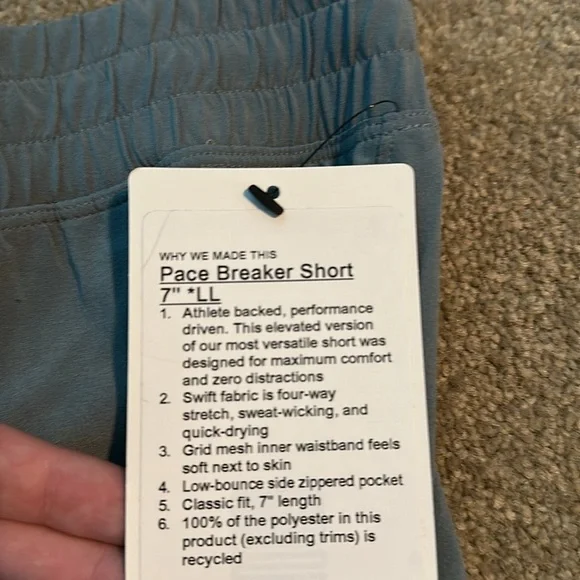 WHY WE MADE THIS
Pace Breaker Short
7" *LL
1. Athlete backed, performance
driven. This elevated version
of our most versatile short was
designed for maximum comfort
and zero distractions
2. Swift fabric is four-way
stretch, sweat-wicking, and
quick-drying
3. Grid mesh inner waistband feels
soft next to skin
4. Low-bounce side zippered pocket
5. Classic fit, 7" length
6. 100% of the polyester in this
product (excluding trims) is
recycled